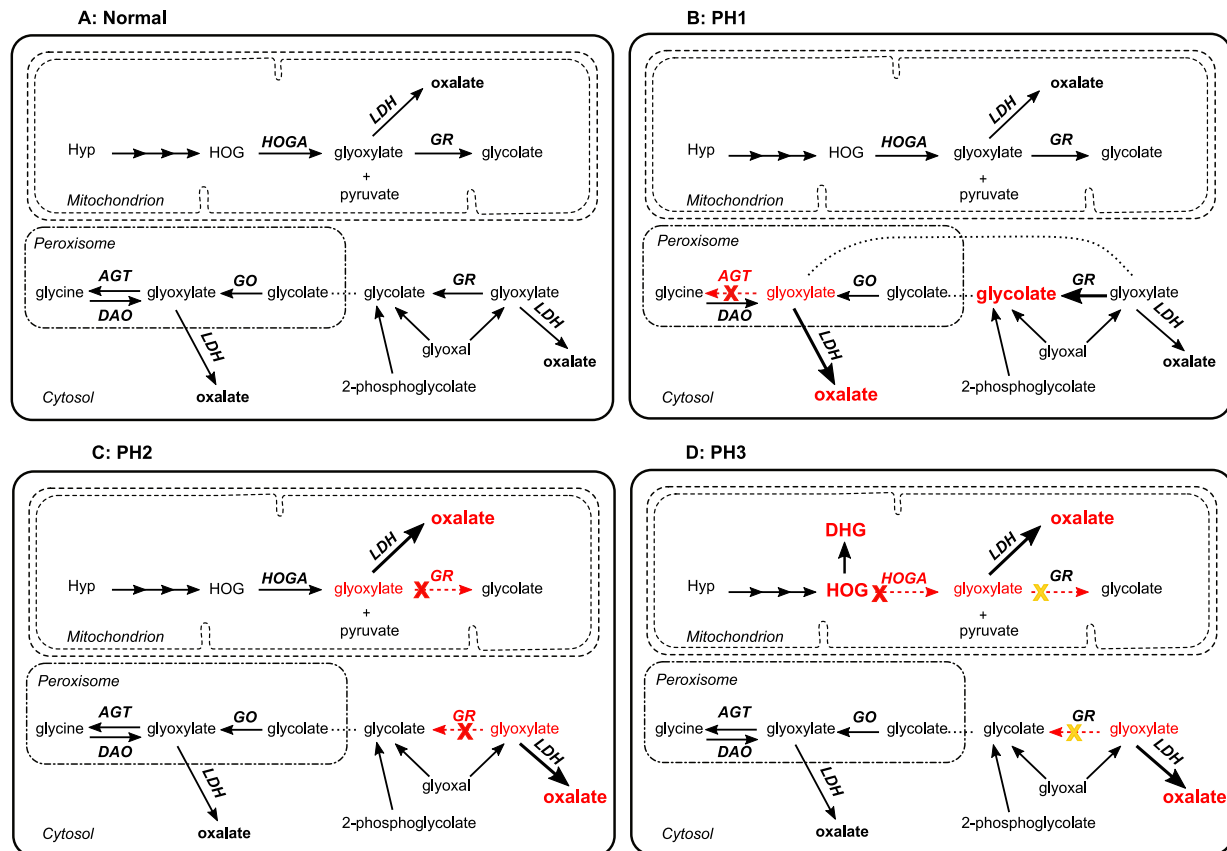 A: Normal
LDH
oxalate
Hyp
HOG
HOGA
glyoxylate
GR
glycolate
+
pyruvate
Mitochondrion
Peroxisome
glycine
AGT
DAO
glyoxylate
GO
glycolate
glycolate
GR
glyoxylate
LDH
oxalate
LDH
oxalate
glyoxal
2-phosphoglycolate
Cytosol
B: PH1
LDH
oxalate
Hyp
HOG
HOGA
glyoxylate
GR
glycolate
+
pyruvate
Mitochondrion
Peroxisome
glycine
AGT
X
DAO
glyoxylate
GO
glycolate
glycolate
GR
glyoxylate
LDH
oxalate
LDH
oxalate
glyoxal
2-phosphoglycolate
Cytosol
C: PH2
LDH
oxalate
Hyp
HOG
HOGA
glyoxylate
GR
X
glycolate
+
pyruvate
Mitochondrion
Peroxisome
glycine
AGT
DAO
glyoxylate
GO
glycolate
glycolate
GR
X
glyoxylate
LDH
oxalate
LDH
oxalate
glyoxal
2-phosphoglycolate
Cytosol
D: PH3
DHG
LDH
oxalate
Hyp
HOG
HOGA
X
glyoxylate
GR
X
glycolate
+
pyruvate
Mitochondrion
Peroxisome
glycine
AGT
DAO
glyoxylate
GO
glycolate
glycolate
GR
X
glyoxylate
LDH
oxalate
LDH
oxalate
glyoxal
2-phosphoglycolate
Cytosol